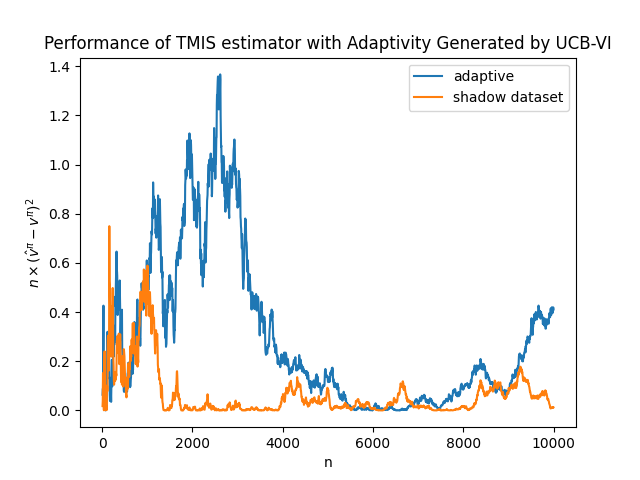 Performance of TMIS estimator with Adaptivity Generated by UCB-VI
adaptive
shadow dataset
1.4
1.2
1.0
0.8
0.6
0.4
0.2
0.0
n × (v̂^π − v^π)²
0 2000 4000 6000 8000 10000
n